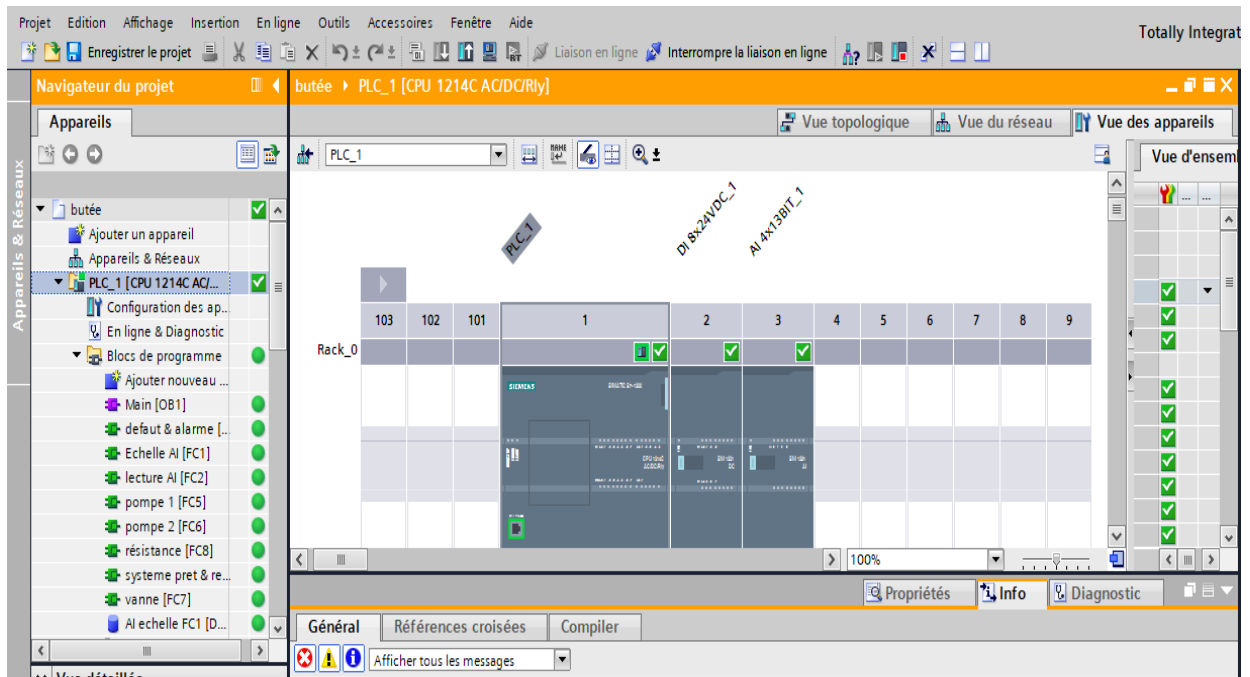 Projet Edition Affichage Insertion En ligne Outils Accessoires Fenêtre Aide
Totally Integrat
Enregistrer le projet Liaison en ligne Interrompre la liaison en ligne
Navigateur du projet
butée PLC_1 [CPU 1214C AC/DC/Rly]
Appareils
Vue topologique Vue du réseau Vue des appareils
PLC_1
Vue d'ensem
Appareils & Réseaux
butée
Ajouter un appareil
Appareils & Réseaux
PLC_1 [CPU 1214C AC/...
Configuration des ap..
En ligne & Diagnostic
Blocs de programme
Ajouter nouveau ...
Main [OB1]
defaut & alarme [..
Echelle AI [FC1]
lecture AI [FC2]
pompe 1 [FC5]
pompe 2 [FC6]
résistance [FC8]
systeme pret & re...
vanne [FC7]
AI echelle FC1 [D...
PLC_1
DI 8x24VDC_1
AI 4x13BIT_1
103 102 101 1 2 3 4 5 6 7 8 9
Rack_0
SIEMENS
100%
Propriétés Info Diagnostic
Général Références croisées Compiler
Afficher tous les messages